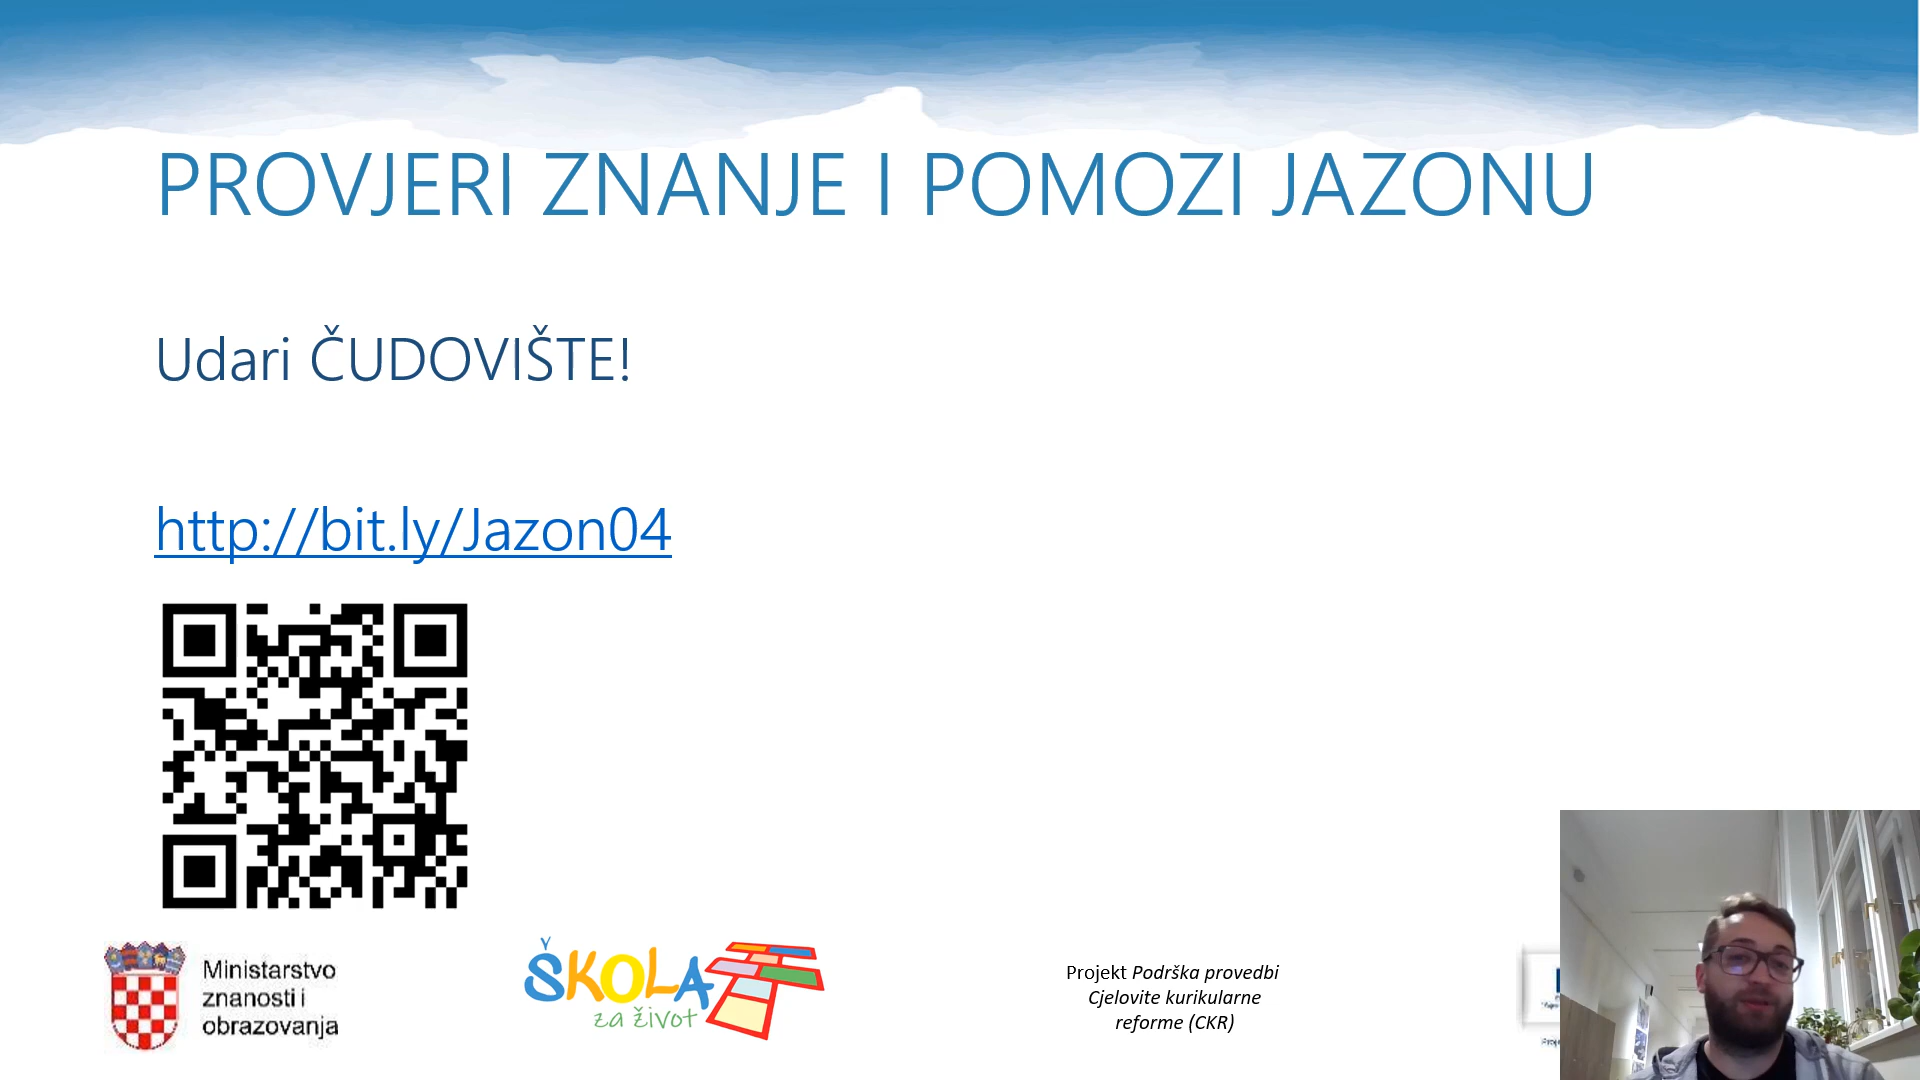 PROVJERI ZNANJE I POMOZI JAZONU
Udari ČUDOVIŠTE!
http://bit.ly/Jazon04
Ministarstvo
znanosti i
obrazovanja
ŠKOLA
za život
Projekt Podrška provedbi
Cjelovite kurikularne
reforme (CKR)